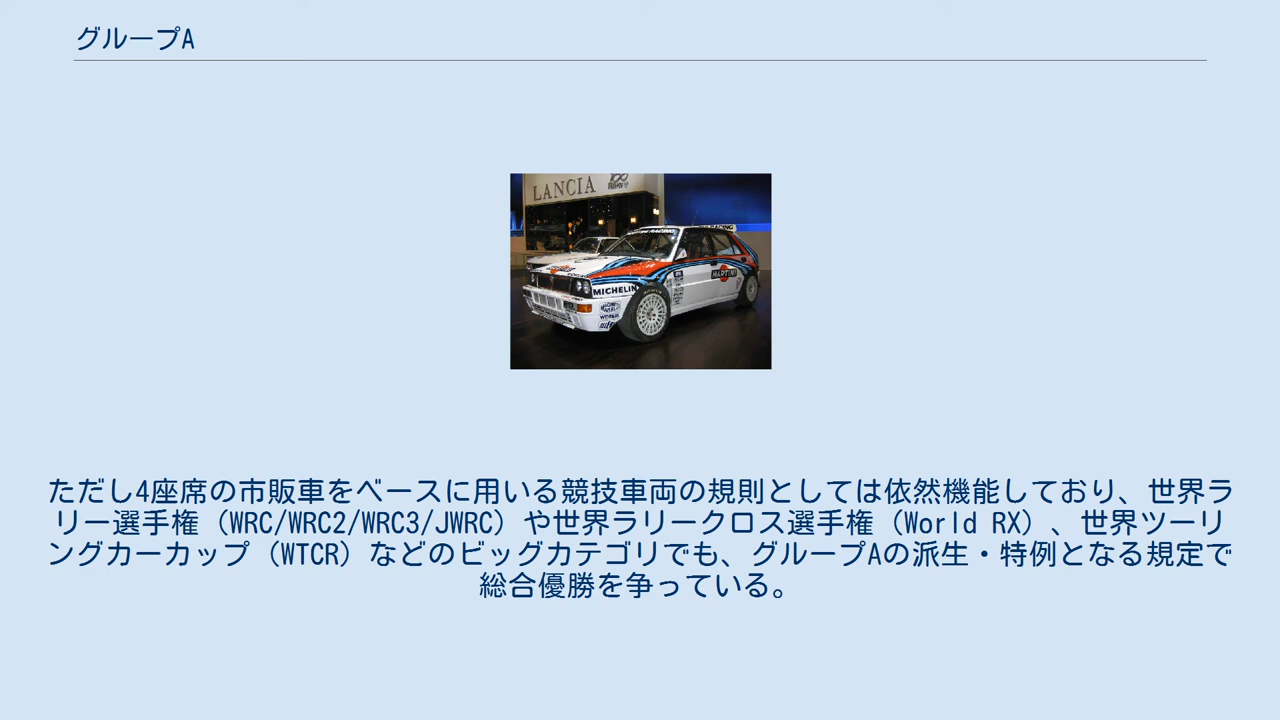 グループA
LANCIA
MICHELIN
MARTINI
ただし4座席の市販車をベースに用いる競技車両の規則としては依然機能しており、世界ラ
リー選手権（WRC/WRC2/WRC3/JWRC）や世界ラリークロス選手権（World RX）、世界ツーリ
ングカーカップ（WTCR）などのビッグカテゴリでも、グループAの派生・特例となる規定で
総合優勝を争っている。